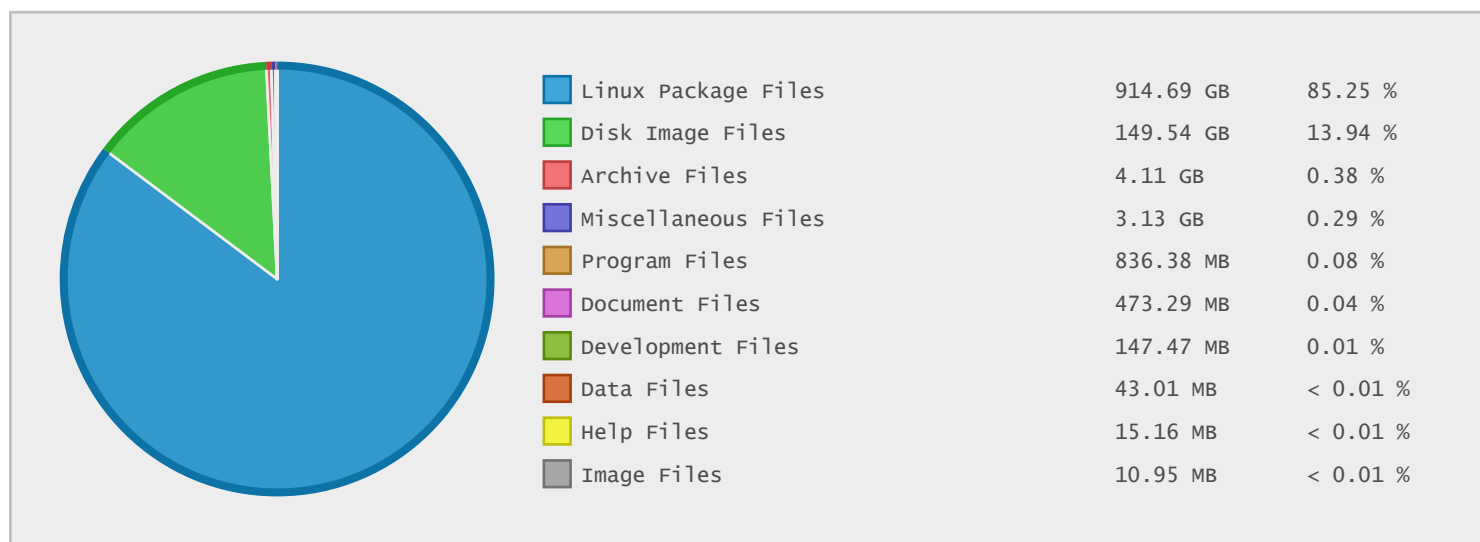 Linux Package Files 914.69 GB 85.25 %
Disk Image Files 149.54 GB 13.94 %
Archive Files 4.11 GB 0.38 %
Miscellaneous Files 3.13 GB 0.29 %
Program Files 836.38 MB 0.08 %
Document Files 473.29 MB 0.04 %
Development Files 147.47 MB 0.01 %
Data Files 43.01 MB < 0.01 %
Help Files 15.16 MB < 0.01 %
Image Files 10.95 MB < 0.01 %